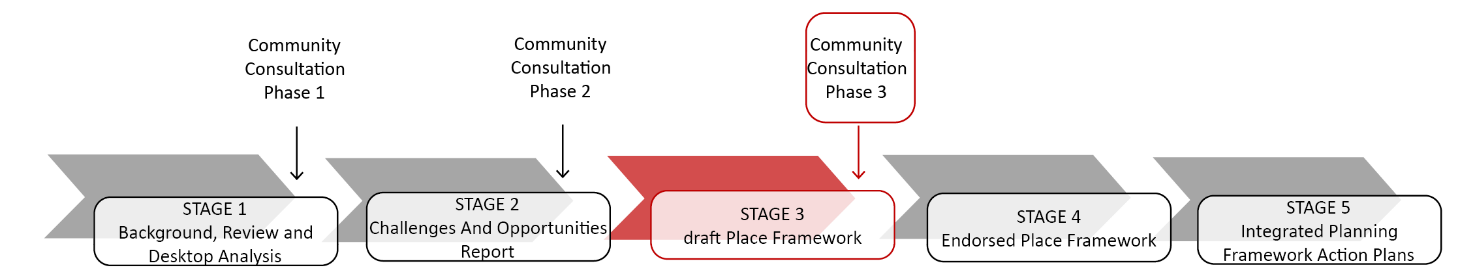 Community
Consultation
Phase 1
Community
Consultation
Phase 2
Community
Consultation
Phase 3
STAGE 1
Background, Review and
Desktop Analysis
STAGE 2
Challenges And Opportunities
Report
STAGE 3
draft Place Framework
STAGE 4
Endorsed Place Framework
STAGE 5
Integrated Planning
Framework Action Plans